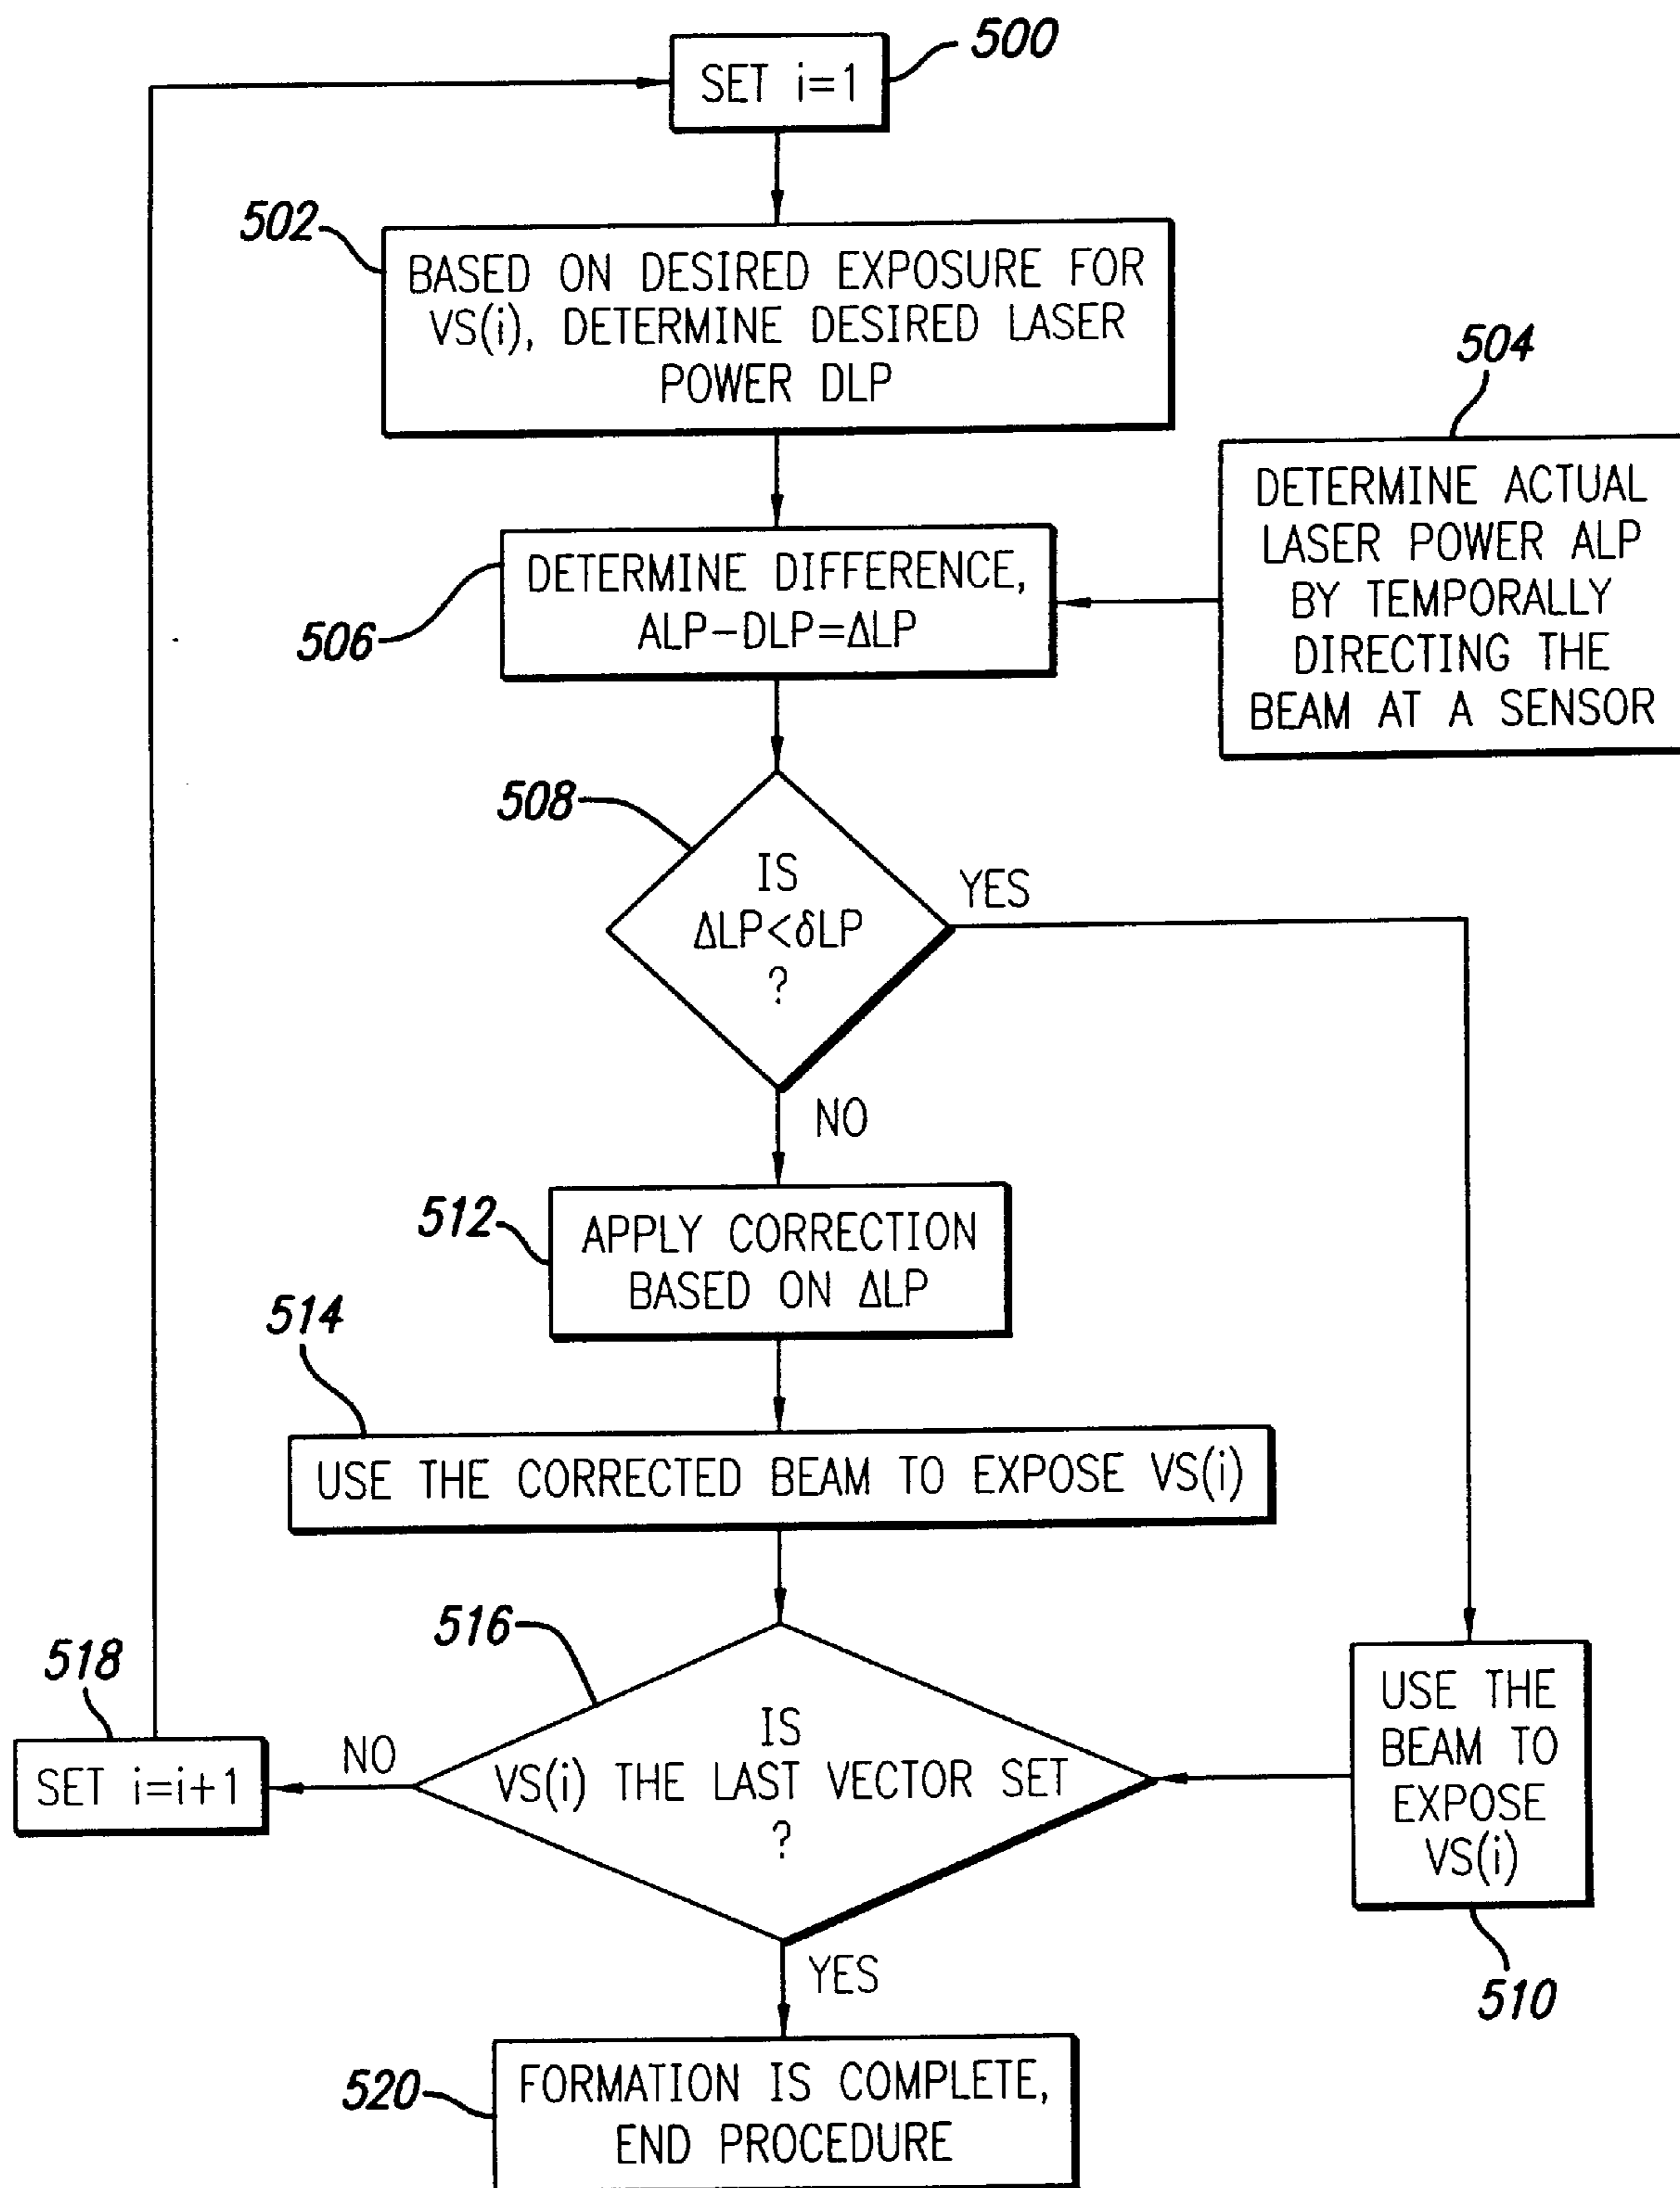 500
SET i=1
502
BASED ON DESIRED EXPOSURE FOR
VS(i), DETERMINE DESIRED LASER
POWER DLP
504
DETERMINE ACTUAL
LASER POWER ALP
BY TEMPORALLY
DIRECTING THE
BEAM AT A SENSOR
506
DETERMINE DIFFERENCE,
ALP-DLP=ΔLP
508
IS
ΔLP<δLP
?
YES
NO
512
APPLY CORRECTION
BASED ON ΔLP
514
USE THE CORRECTED BEAM TO EXPOSE VS(i)
516
IS
VS(i) THE LAST VECTOR SET
?
518
NO
SET i=i+1
USE THE
BEAM TO
EXPOSE
VS(i)
510
YES
520
FORMATION IS COMPLETE,
END PROCEDURE